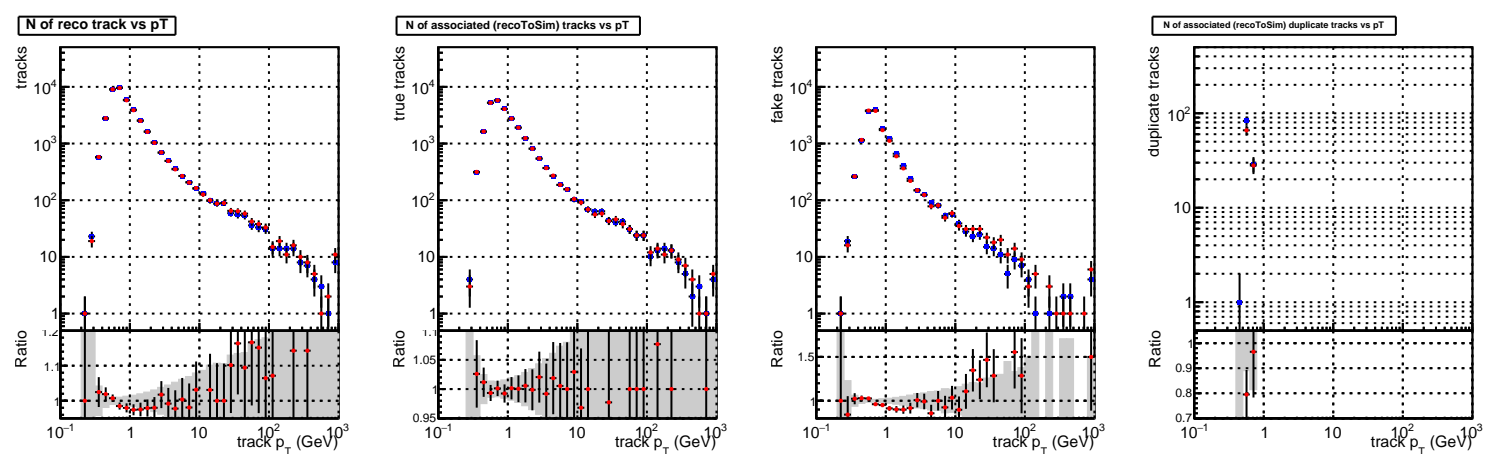 N of reco track vs pT
tracks
10^4
10^3
10^2
10
1
Ratio
1.2
1.1
1
10^-1 1 10 10^2 10^3
track p_T (GeV)
N of associated (recoToSim) tracks vs pT
true tracks
10^4
10^3
10^2
10
1
Ratio
1.1
1.05
1
0.95
10^-1 1 10 10^2 10^3
track p_T (GeV)
fake tracks
10^4
10^3
10^2
10
1
Ratio
1.5
1
10^-1 1 10 10^2 10^3
track p_T (GeV)
N of associated (recoToSim) duplicate tracks vs pT
duplicate tracks
10^2
10
1
Ratio
1
0.9
0.8
0.7
10^-1 1 10 10^2 10^3
track p_T (GeV)